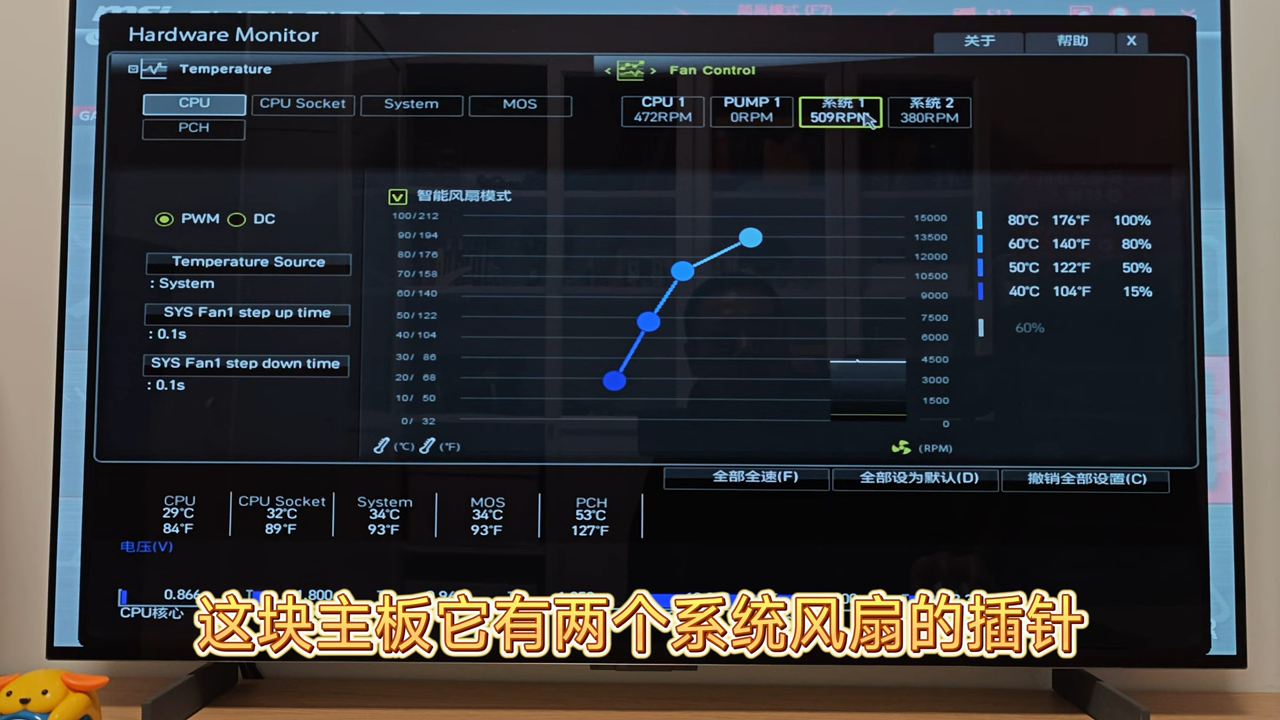 Hardware Monitor
关于
帮助
X
Temperature
Fan Control
CPU
CPU Socket
System
MOS
PCH
CPU 1
472RPM
PUMP 1
0RPM
系统 1
509RPM
系统 2
380RPM
智能风扇模式
PWM
DC
Temperature Source
: System
SYS Fan1 step up time
: 0.1s
SYS Fan1 step down time
: 0.1s
100/212
90/194
80/176
70/158
60/140
50/122
40/104
30/ 86
20/ 68
10/ 50
0/ 32
(°C)
(°F)
15000
13500
12000
10500
9000
7500
6000
4500
3000
1500
0
(RPM)
80°C 176°F 100%
60°C 140°F 80%
50°C 122°F 50%
40°C 104°F 15%
60%
全部全速(F)
全部设为默认(D)
撤销全部设置(C)
CPU
29°C
84°F
CPU Socket
32°C
89°F
System
34°C
93°F
MOS
34°C
93°F
PCH
53°C
127°F
电压(V)
0.866
CPU核心
这块主板它有两个系统风扇的插针